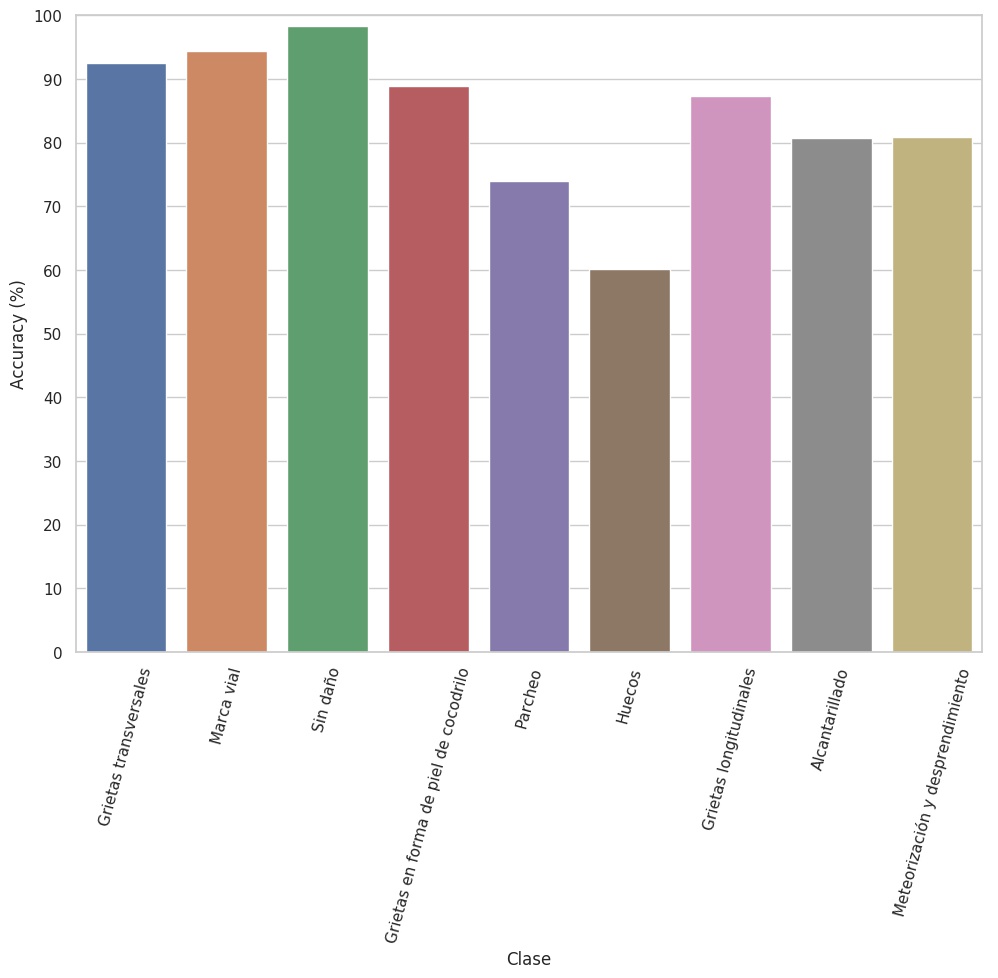 100
90
80
70
60
50
40
30
20
10
0
Accuracy (%)
Grietas transversales
Marca vial
Sin daño
Grietas en forma de piel de cocodrilo
Parcheo
Huecos
Grietas longitudinales
Alcantarillado
Meteorización y desprendimiento
Clase